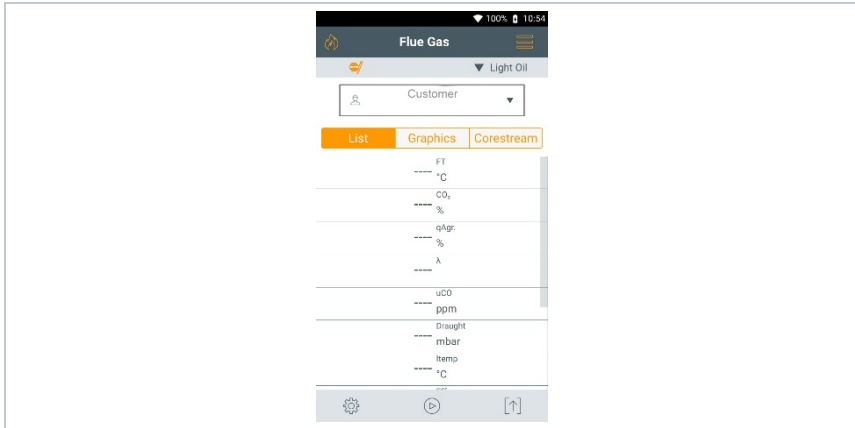 100% 10:54
Flue Gas
Light Oil
Customer
List Graphics Corestream
FT
---- °C
CO₂
---- %
qAgr.
---- %
λ
----
uCO
---- ppm
Draught
---- mbar
Itemp
---- °C